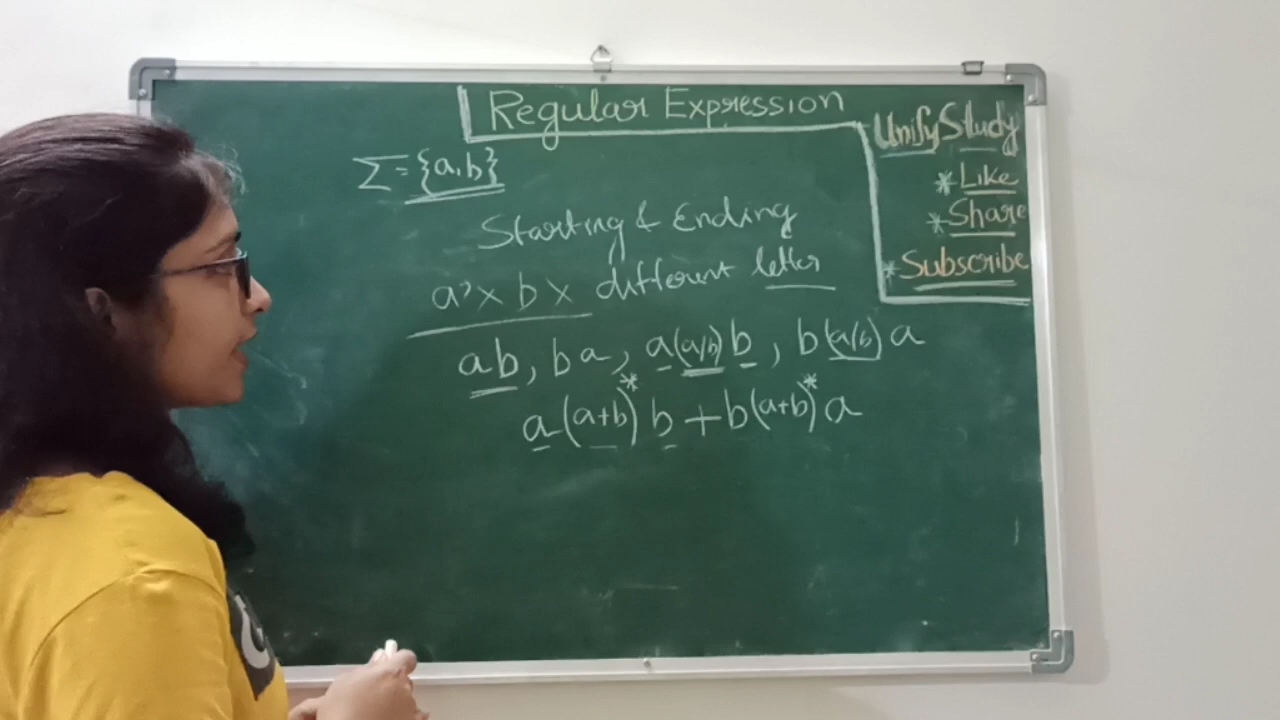 Regular Expression
Σ = {a,b}
Starting & Ending
a, x b x different letter
ab, ba, a(a/b) b, b(a/b) a
a(a+b)* b + b(a+b)* a
Unify Study
* Like
* Share
* Subscribe